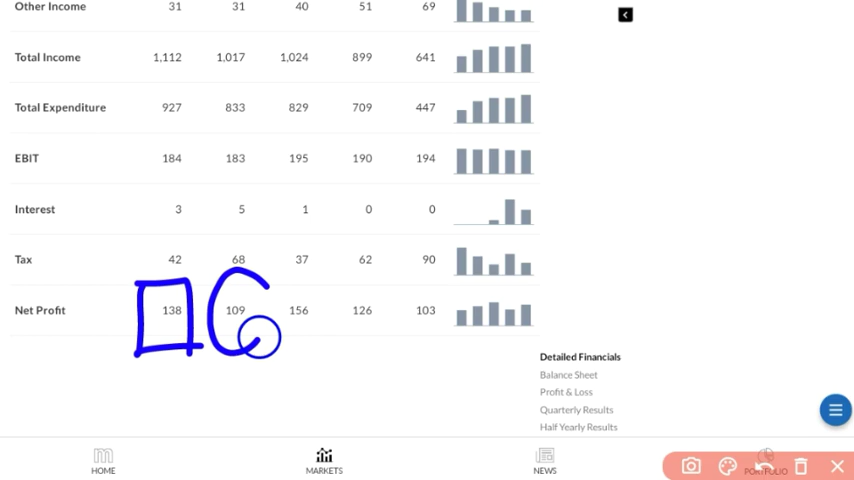 Other Income 31 31 40 51 69
Total Income 1,112 1,017 1,024 899 641
Total Expenditure 927 833 829 709 447
EBIT 184 183 195 190 194
Interest 3 5 1 0 0
Tax 42 68 37 62 90
Net Profit 138 109 156 126 103
Detailed Financials
Balance Sheet
Profit & Loss
Quarterly Results
Half Yearly Results
HOME MARKETS NEWS PORTFOLIO